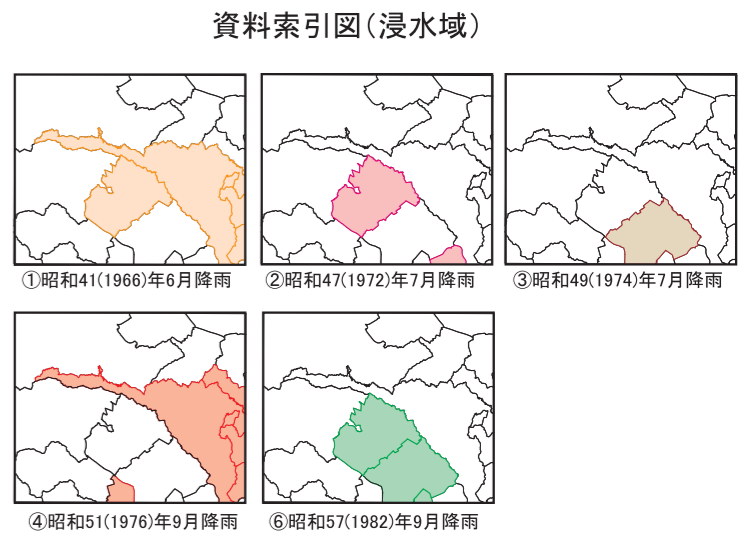 資料索引図(浸水域)
①昭和41(1966)年6月降雨
②昭和47(1972)年7月降雨
③昭和49(1974)年7月降雨
④昭和51(1976)年9月降雨
⑥昭和57(1982)年9月降雨